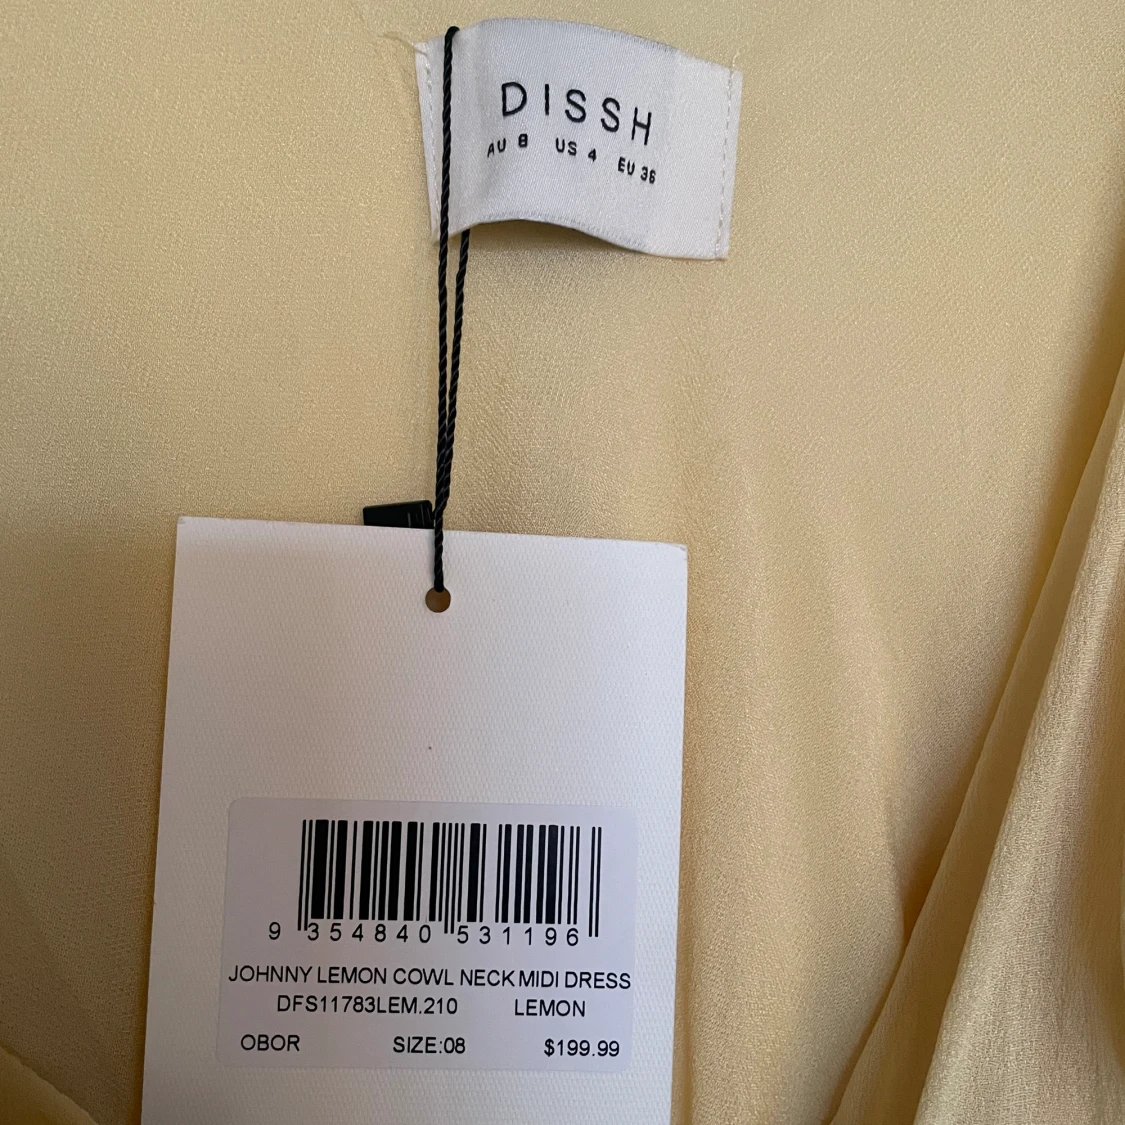 DISSH
AU 8 US 4 EU 36
9 354840 531196
JOHNNY LEMON COWL NECK MIDI DRESS
DFS11783LEM.210 LEMON
OBOR SIZE:08 $199.99